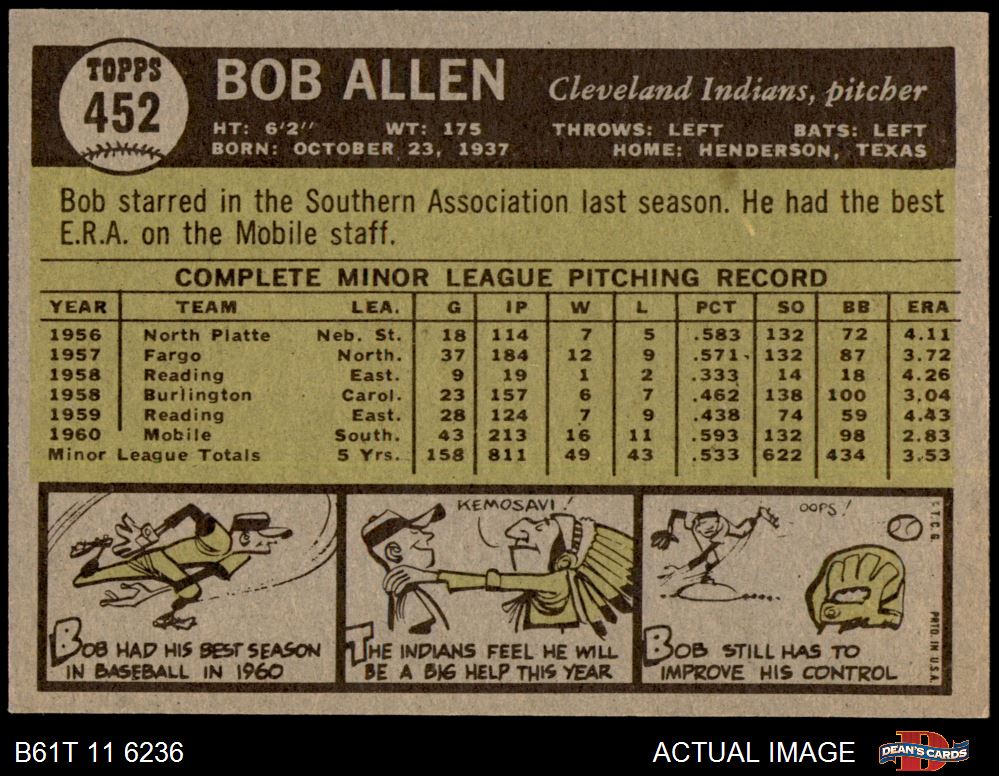 TOPPS
452
BOB ALLEN
Cleveland Indians, pitcher
HT: 6'2" WT: 175 THROWS: LEFT BATS: LEFT
BORN: OCTOBER 23, 1937 HOME: HENDERSON, TEXAS
Bob starred in the Southern Association last season. He had the best
E.R.A. on the Mobile staff.
COMPLETE MINOR LEAGUE PITCHING RECORD
YEAR TEAM LEA. G IP W L PCT SO BB ERA
1956 North Platte Neb. St. 18 114 7 5 .583 132 72 4.11
1957 Fargo North. 37 184 12 9 .571 132 87 3.72
1958 Reading East. 9 19 1 2 .333 14 18 4.26
1958 Burlington Carol. 23 157 6 7 .462 138 100 3.04
1959 Reading East. 28 124 7 9 .438 74 59 4.43
1960 Mobile South. 43 213 16 11 .593 132 98 2.83
Minor League Totals 5 Yrs. 158 811 49 43 .533 622 434 3.53
BOB HAD HIS BEST SEASON
IN BASEBALL IN 1960
KEMOSAVI!
THE INDIANS FEEL HE WILL
BE A BIG HELP THIS YEAR
OOPS!
BOB STILL HAS TO
IMPROVE HIS CONTROL
T.C.G.
PRTD. IN U.S.A.
B61T 11 6236
ACTUAL IMAGE
DEAN'S CARDS